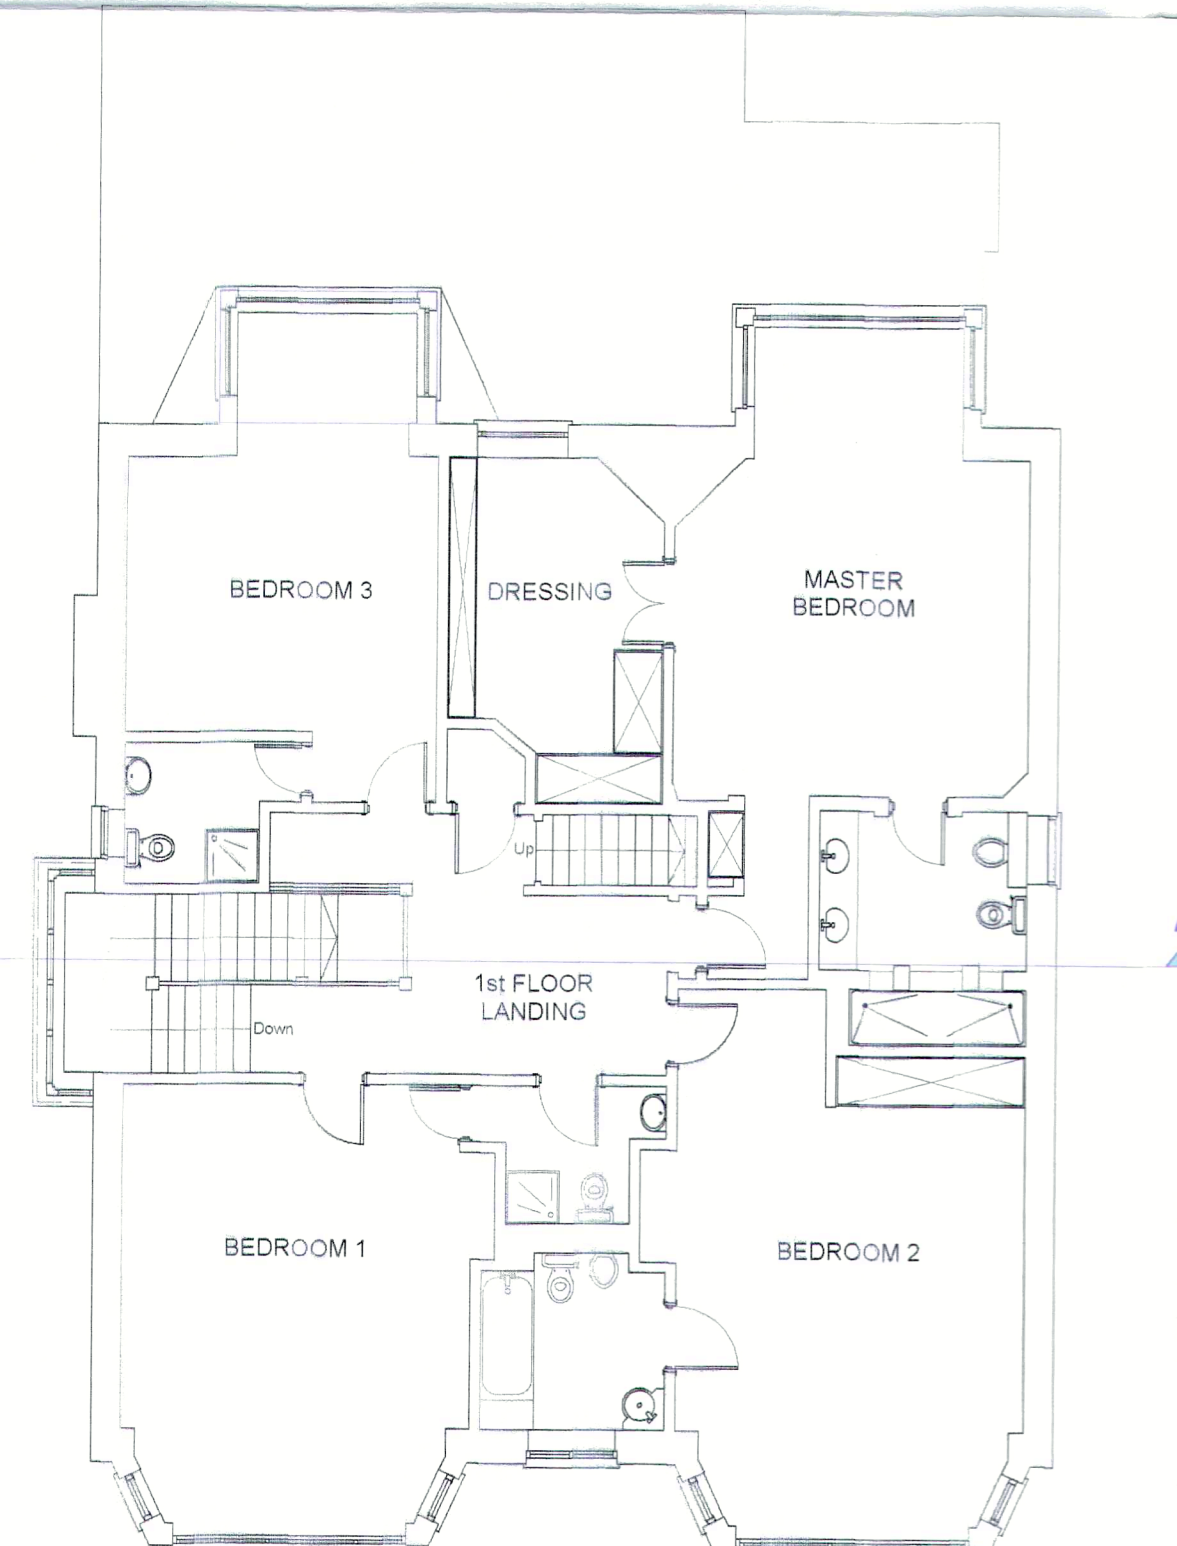 BEDROOM 3
DRESSING
MASTER
BEDROOM
Up
1st FLOOR
LANDING
Down
BEDROOM 1
BEDROOM 2